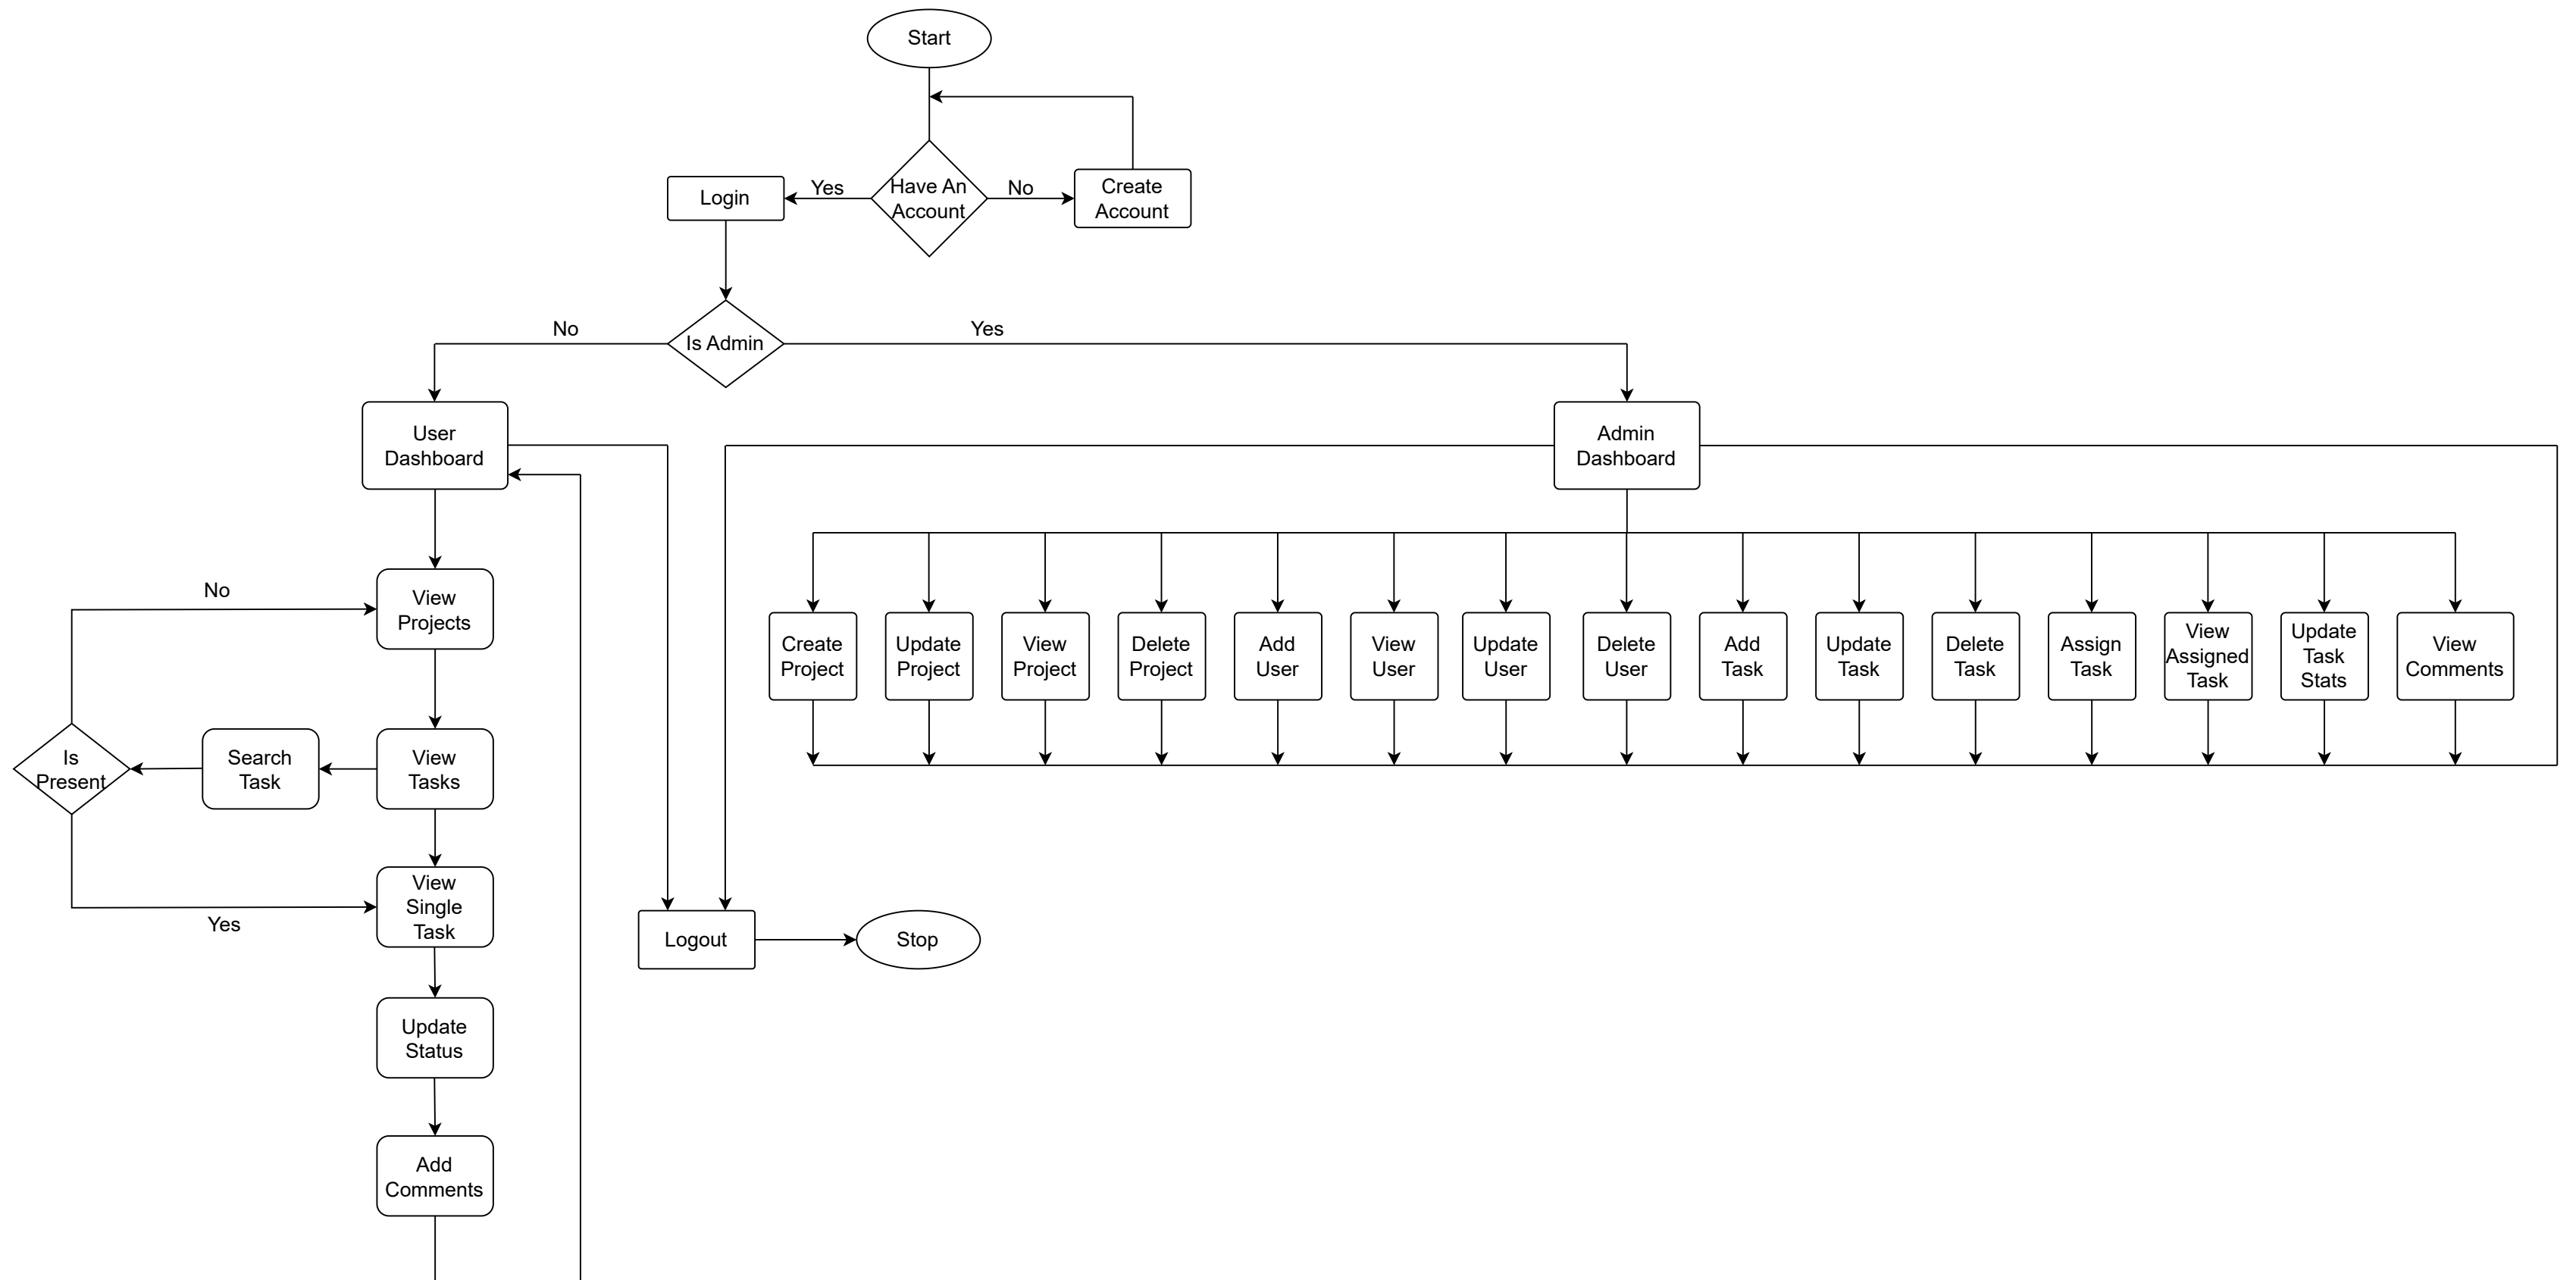 Start
Have An
Account
Yes
No
Login
Create
Account
Is Admin
No
Yes
User
Dashboard
Admin
Dashboard
View
Projects
No
Create
Project
Update
Project
View
Project
Delete
Project
Add
User
View
User
Update
User
Delete
User
Add
Task
Update
Task
Delete
Task
Assign
Task
View
Assigned
Task
Update
Task
Stats
View
Comments
Is
Present
Search
Task
View
Tasks
View
Single
Task
Yes
Logout
Stop
Update
Status
Add
Comments